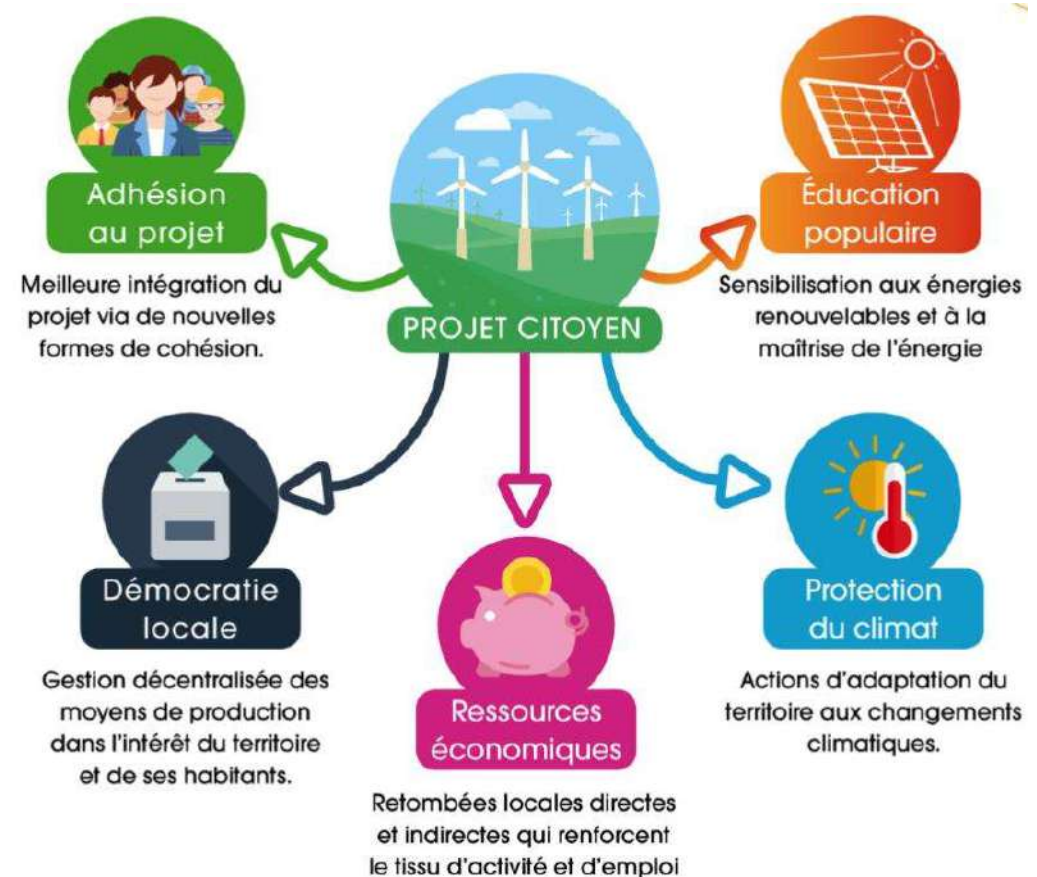 Adhésion
au projet
Meilleure intégration du
projet via de nouvelles
formes de cohésion.
PROJET CITOYEN
Éducation
populaire
Sensibilisation aux énergies
renouvelables et à la
maîtrise de l'énergie
Démocratie
locale
Gestion décentralisée des
moyens de production
dans l'intérêt du territoire
et de ses habitants.
Ressources
économiques
Retombées locales directes
et indirectes qui renforcent
le tissu d'activité et d'emploi
Protection
du climat
Actions d'adaptation du
territoire aux changements
climatiques.